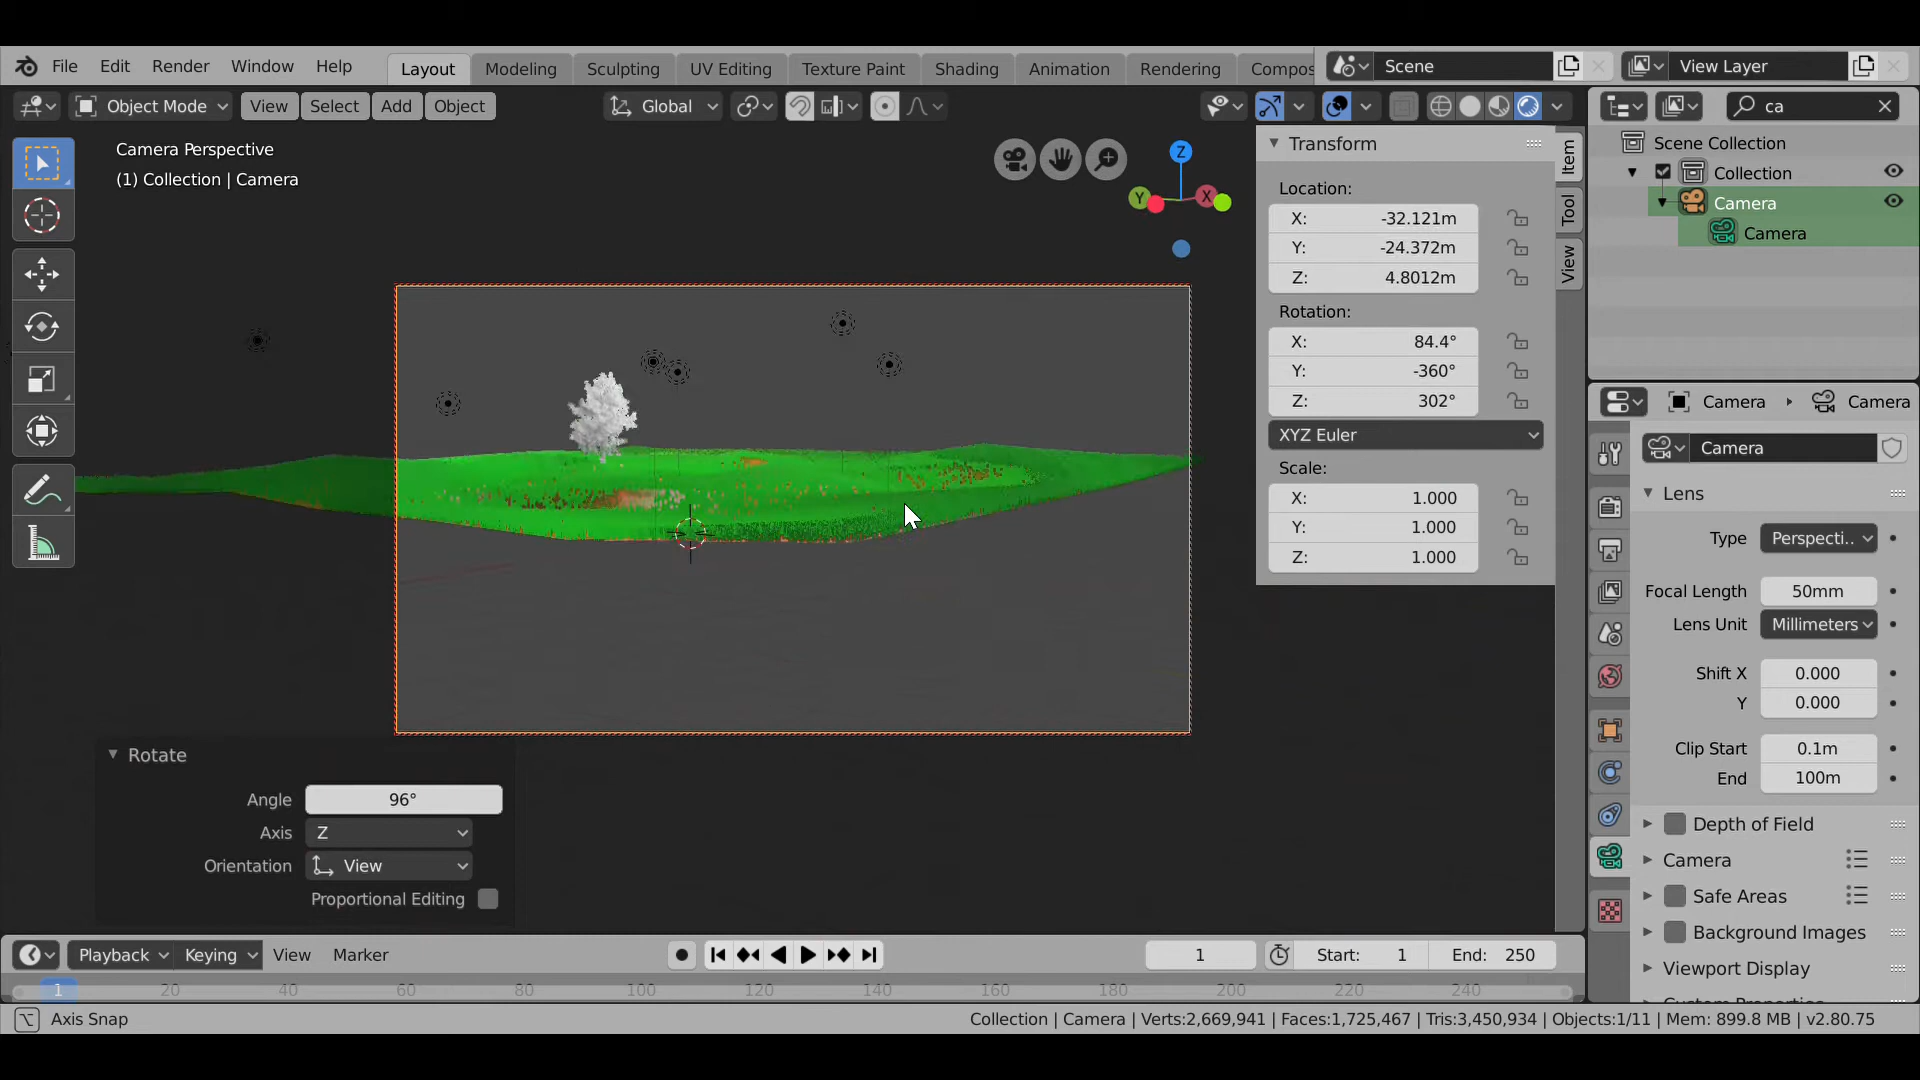 File Edit Render Window Help Layout Modeling Sculpting UV Editing Texture Paint Shading Animation Rendering Compos Scene View Layer
Object Mode View Select Add Object Global ca
Camera Perspective
(1) Collection | Camera
Z
Y X
Transform
Location:
X: -32.121m
Y: -24.372m
Z: 4.8012m
Rotation:
X: 84.4°
Y: -360°
Z: 302°
XYZ Euler
Scale:
X: 1.000
Y: 1.000
Z: 1.000
Item
Tool
View
Scene Collection
Collection
Camera
Camera
Camera Camera
Camera
Lens
Type Perspecti..
Focal Length 50mm
Lens Unit Millimeters
Shift X 0.000
Y 0.000
Clip Start 0.1m
End 100m
Depth of Field
Camera
Safe Areas
Background Images
Viewport Display
Rotate
Angle 96°
Axis Z
Orientation View
Proportional Editing
Playback Keying View Marker 1 Start: 1 End: 250
1 20 40 60 80 100 120 140 160 180 200 220 240
Axis Snap Collection | Camera | Verts:2,669,941 | Faces:1,725,467 | Tris:3,450,934 | Objects:1/11 | Mem: 899.8 MB | v2.80.75